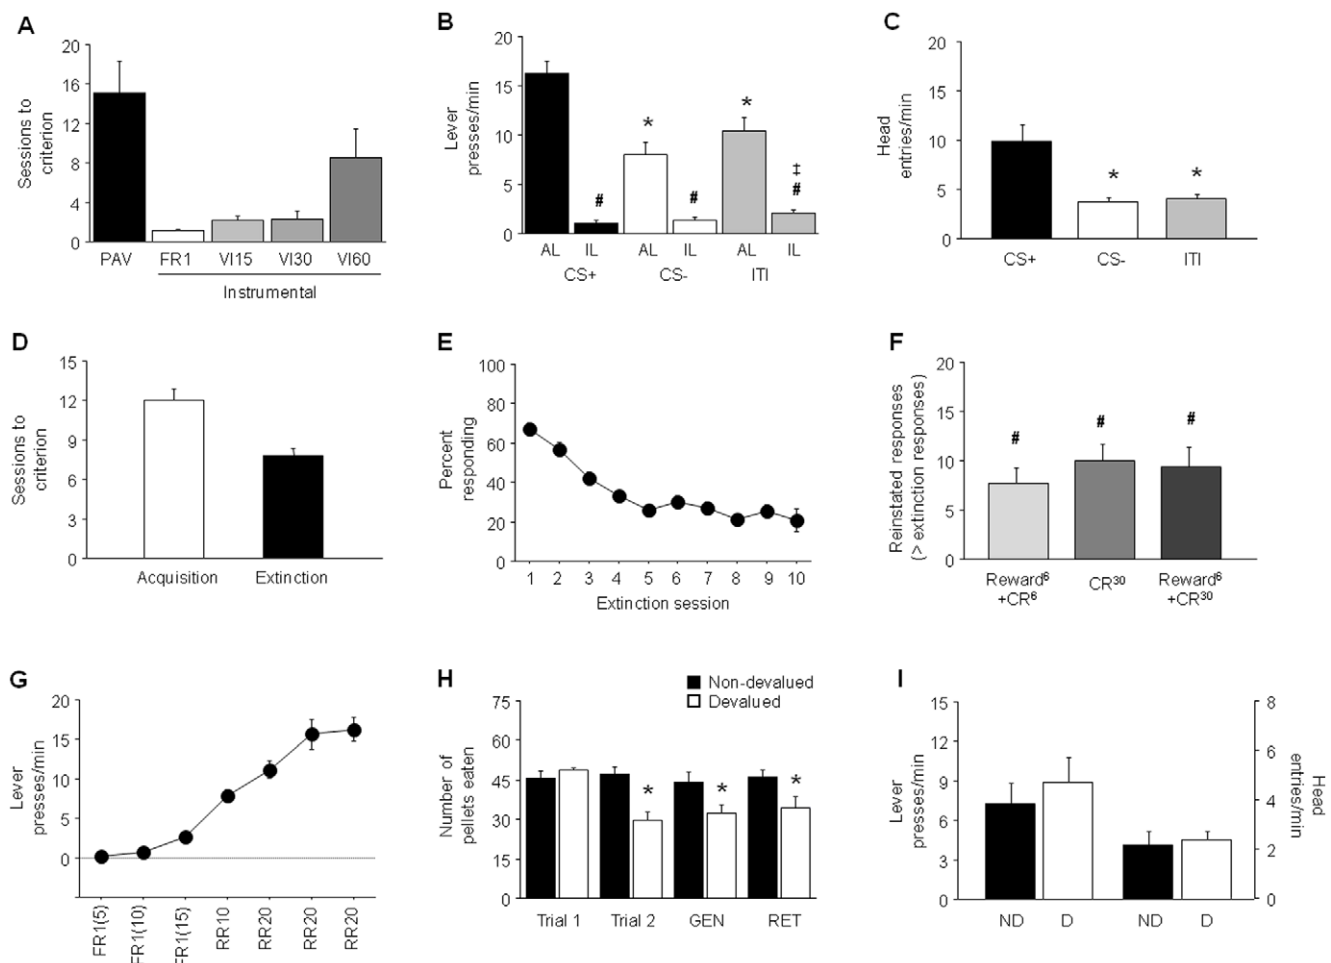 A
Sessions to
criterion
20
16
12
8
4
0
PAV FR1 VI15 VI30 VI60
Instrumental
B
Lever
presses/min
20
15
10
5
0
# * # * ‡
#
AL IL AL IL AL IL
CS+ CS- ITI
C
Head
entries/min
20
15
10
5
0
* *
CS+ CS- ITI
D
Sessions to
criterion
15
12
9
6
3
0
Acquisition Extinction
E
Percent
responding
100
80
60
40
20
0
1 2 3 4 5 6 7 8 9 10
Extinction session
F
Reinstated responses
(> extinction responses)
20
15
10
5
0
# # #
Reward⁶ CR³⁰ Reward⁶
+CR⁶ +CR³⁰
G
Lever
presses/min
20
15
10
5
0
FR1(5) FR1(10) FR1(15) RR10 RR20 RR20 RR20
H
Non-devalued
Devalued
Number of
pellets eaten
75
60
45
30
15
0
* * *
Trial 1 Trial 2 GEN RET
I
Lever
presses/min
15
12
9
6
3
0
8
6
4
2
0
Head
entries/min
ND D ND D